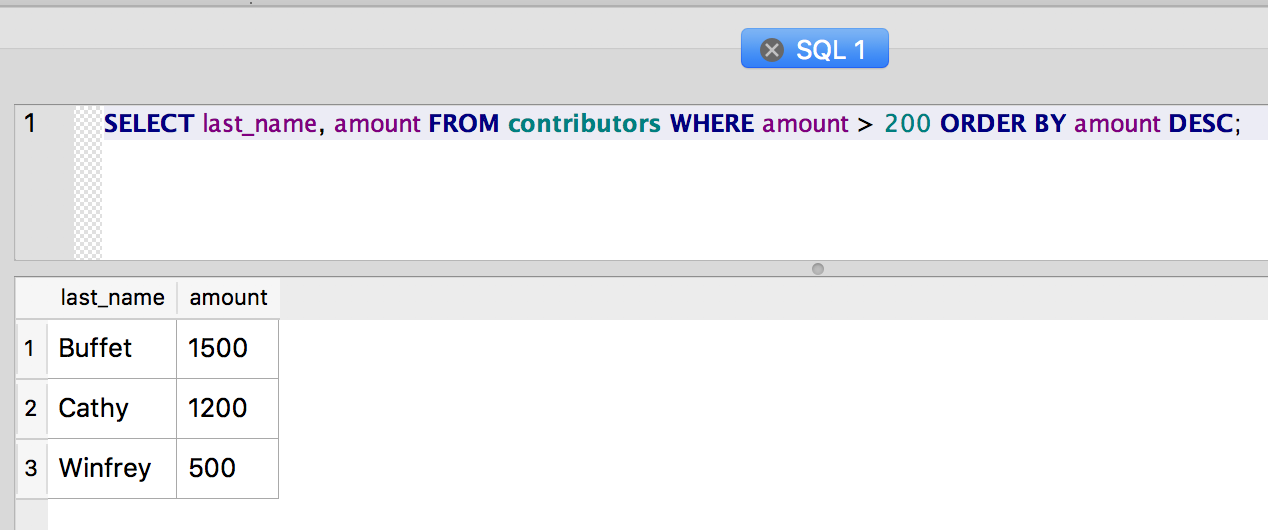 SQL 1
1 SELECT last_name, amount FROM contributors WHERE amount > 200 ORDER BY amount DESC;
last_name amount
1 Buffet 1500
2 Cathy 1200
3 Winfrey 500